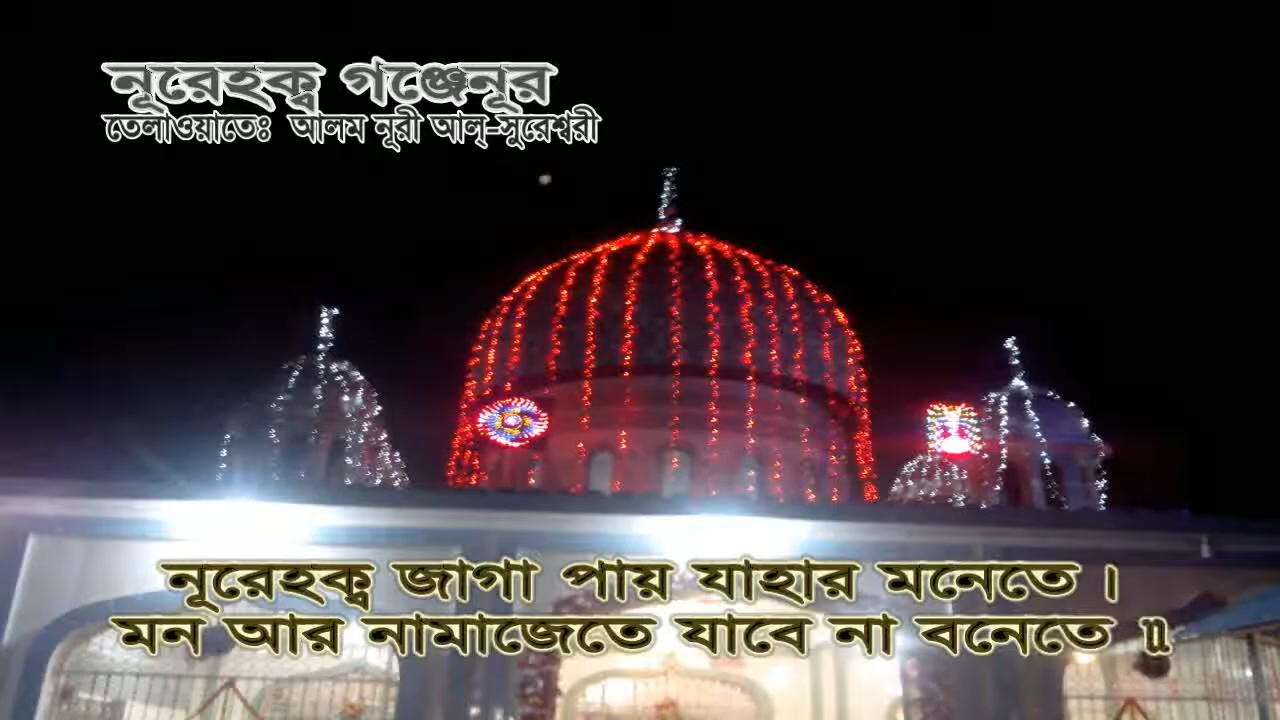 নূরেহক্ব গঞ্জেনূর
তেলাওয়াতেঃ আলম নূরী আল্-সুরেশ্বরী
নূরেহক্ব জাগা পায় যাহার মনেতে ।
মন আর নামাজেতে যাবে না বনেতে ॥